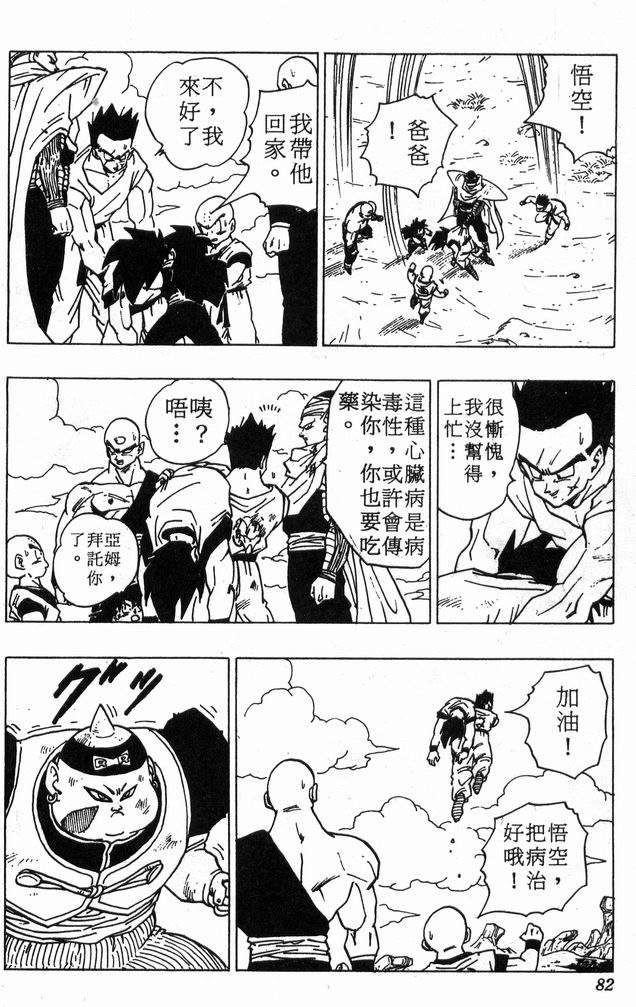 悟空！
爸爸
！
我帶他
回家。
不，我
來好了
很慚愧，
我沒幫得
上忙…
這種心臟病是病
毒性，或許會傳
染你，你也要吃
藥。
咦？
唔…
亞姆，
拜託你
了。
加油！
悟空，
把病治
好哦！
グッ
82